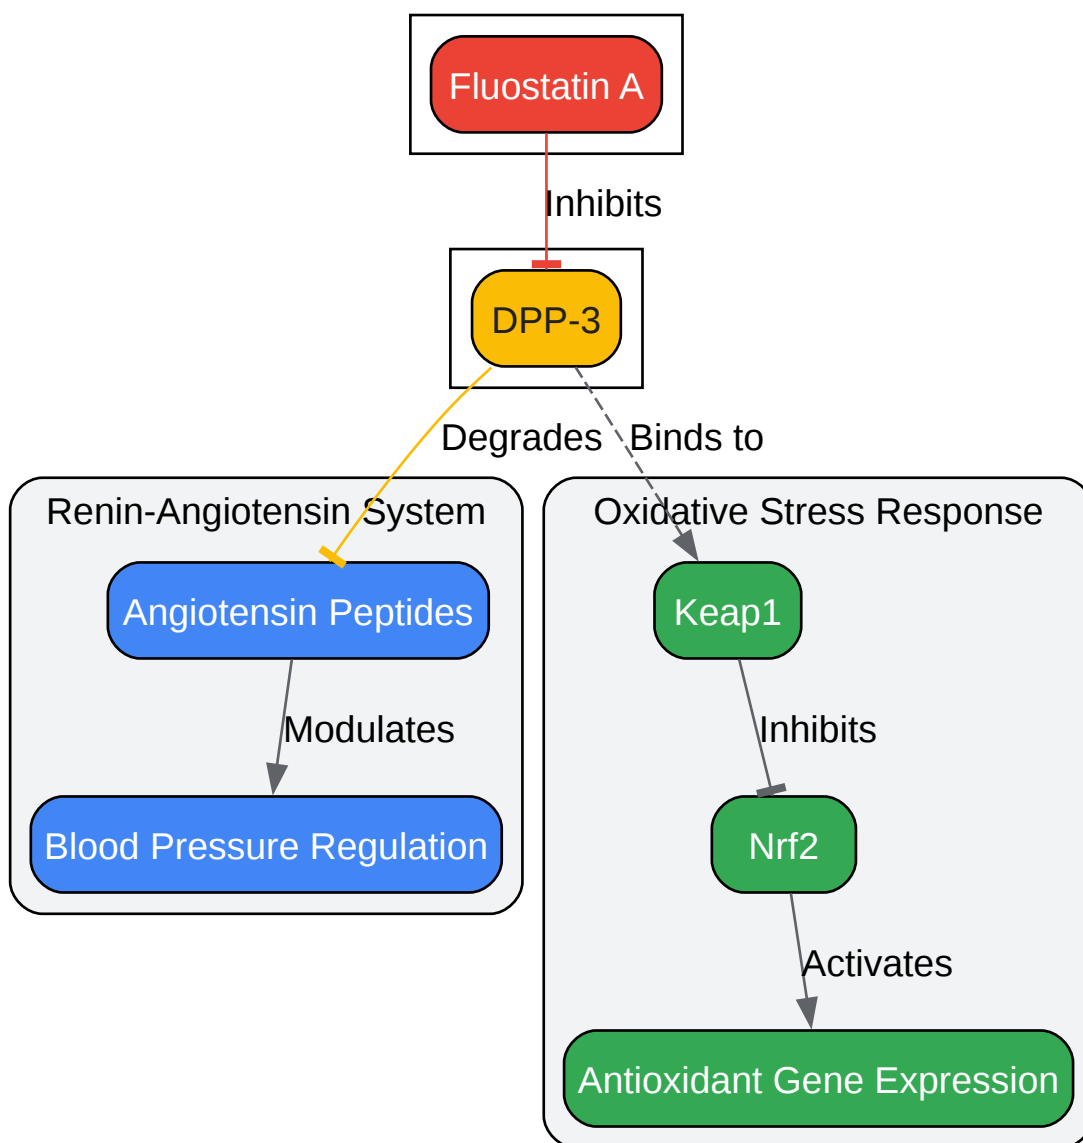 Fluostatin A
Inhibits
DPP-3
Degrades
Binds to
Renin-Angiotensin System
Oxidative Stress Response
Angiotensin Peptides
Keap1
Modulates
Inhibits
Blood Pressure Regulation
Nrf2
Activates
Antioxidant Gene Expression